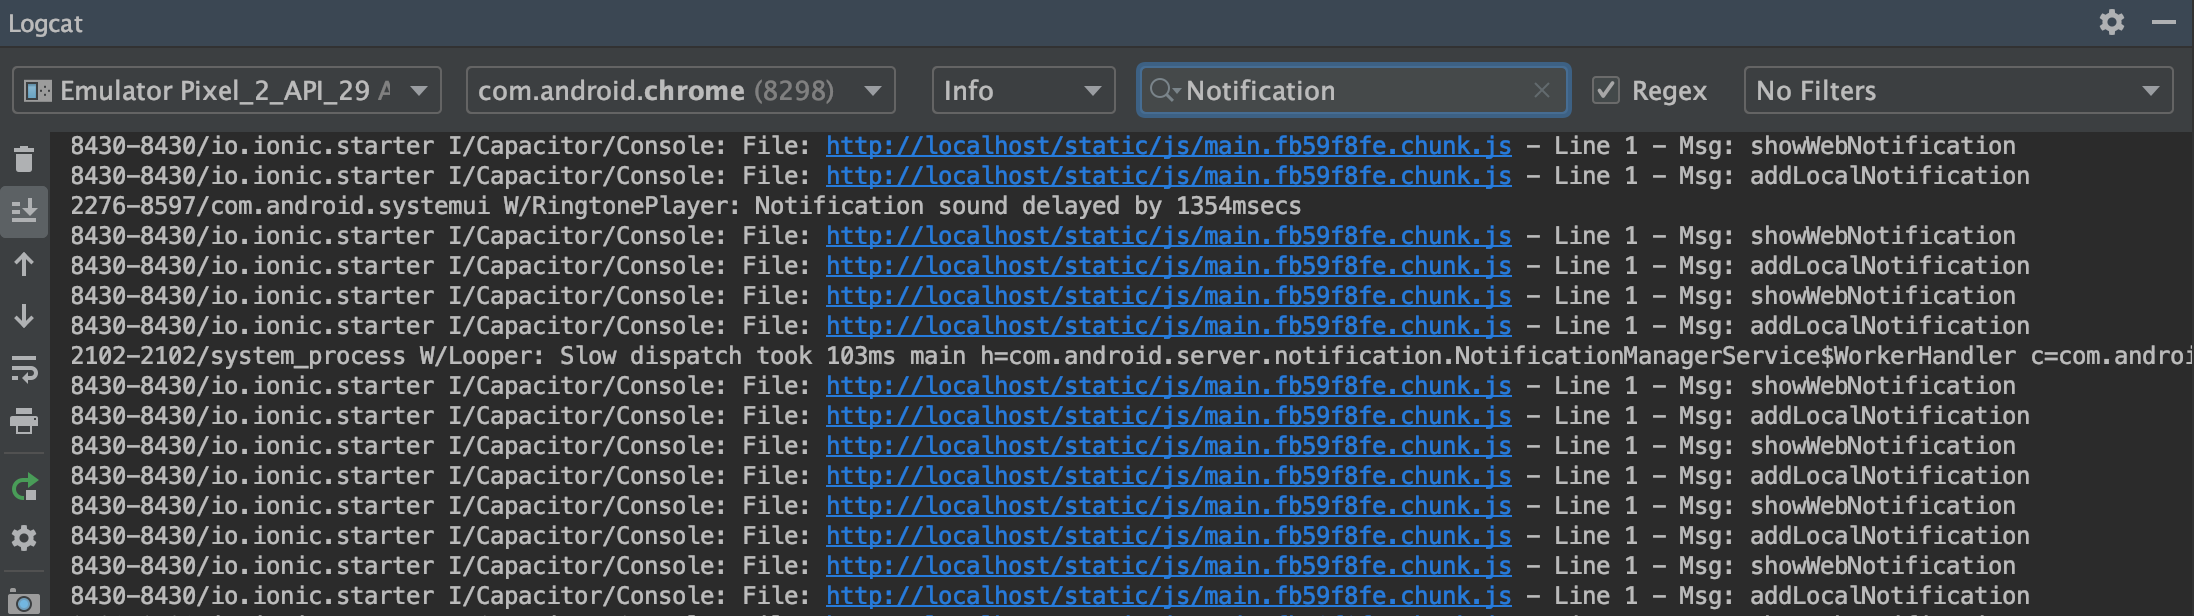 Logcat
Emulator Pixel_2_API_29 com.android.chrome (8298) Info Notification Regex No Filters
8430-8430/io.ionic.starter I/Capacitor/Console: File: http://localhost/static/js/main.fb59f8fe.chunk.js - Line 1 - Msg: showWebNotification
8430-8430/io.ionic.starter I/Capacitor/Console: File: http://localhost/static/js/main.fb59f8fe.chunk.js - Line 1 - Msg: addLocalNotification
2276-8597/com.android.systemui W/RingtonePlayer: Notification sound delayed by 1354msecs
8430-8430/io.ionic.starter I/Capacitor/Console: File: http://localhost/static/js/main.fb59f8fe.chunk.js - Line 1 - Msg: showWebNotification
8430-8430/io.ionic.starter I/Capacitor/Console: File: http://localhost/static/js/main.fb59f8fe.chunk.js - Line 1 - Msg: addLocalNotification
8430-8430/io.ionic.starter I/Capacitor/Console: File: http://localhost/static/js/main.fb59f8fe.chunk.js - Line 1 - Msg: showWebNotification
8430-8430/io.ionic.starter I/Capacitor/Console: File: http://localhost/static/js/main.fb59f8fe.chunk.js - Line 1 - Msg: addLocalNotification
2102-2102/system_process W/Looper: Slow dispatch took 103ms main h=com.android.server.notification.NotificationManagerService$WorkerHandler c=com.androi
8430-8430/io.ionic.starter I/Capacitor/Console: File: http://localhost/static/js/main.fb59f8fe.chunk.js - Line 1 - Msg: showWebNotification
8430-8430/io.ionic.starter I/Capacitor/Console: File: http://localhost/static/js/main.fb59f8fe.chunk.js - Line 1 - Msg: addLocalNotification
8430-8430/io.ionic.starter I/Capacitor/Console: File: http://localhost/static/js/main.fb59f8fe.chunk.js - Line 1 - Msg: showWebNotification
8430-8430/io.ionic.starter I/Capacitor/Console: File: http://localhost/static/js/main.fb59f8fe.chunk.js - Line 1 - Msg: addLocalNotification
8430-8430/io.ionic.starter I/Capacitor/Console: File: http://localhost/static/js/main.fb59f8fe.chunk.js - Line 1 - Msg: showWebNotification
8430-8430/io.ionic.starter I/Capacitor/Console: File: http://localhost/static/js/main.fb59f8fe.chunk.js - Line 1 - Msg: addLocalNotification
8430-8430/io.ionic.starter I/Capacitor/Console: File: http://localhost/static/js/main.fb59f8fe.chunk.js - Line 1 - Msg: showWebNotification
8430-8430/io.ionic.starter I/Capacitor/Console: File: http://localhost/static/js/main.fb59f8fe.chunk.js - Line 1 - Msg: addLocalNotification